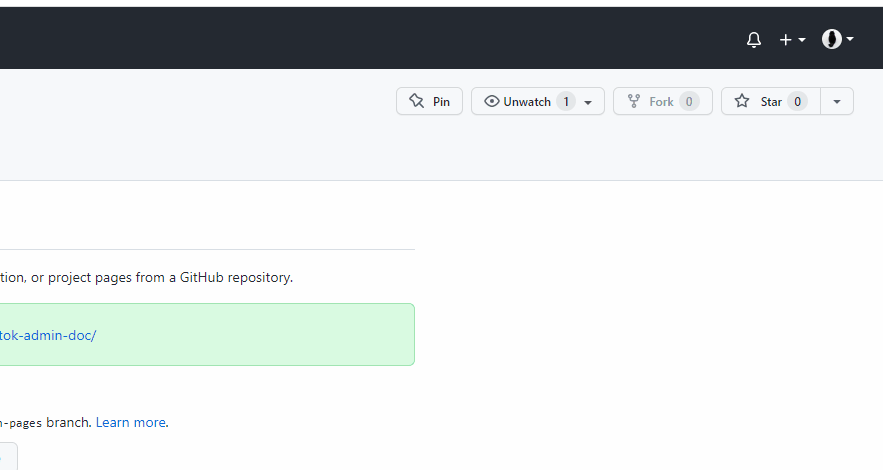 Pin Unwatch 1 Fork 0 Star 0
tion, or project pages from a GitHub repository.
tok-admin-doc/
-pages branch. Learn more.